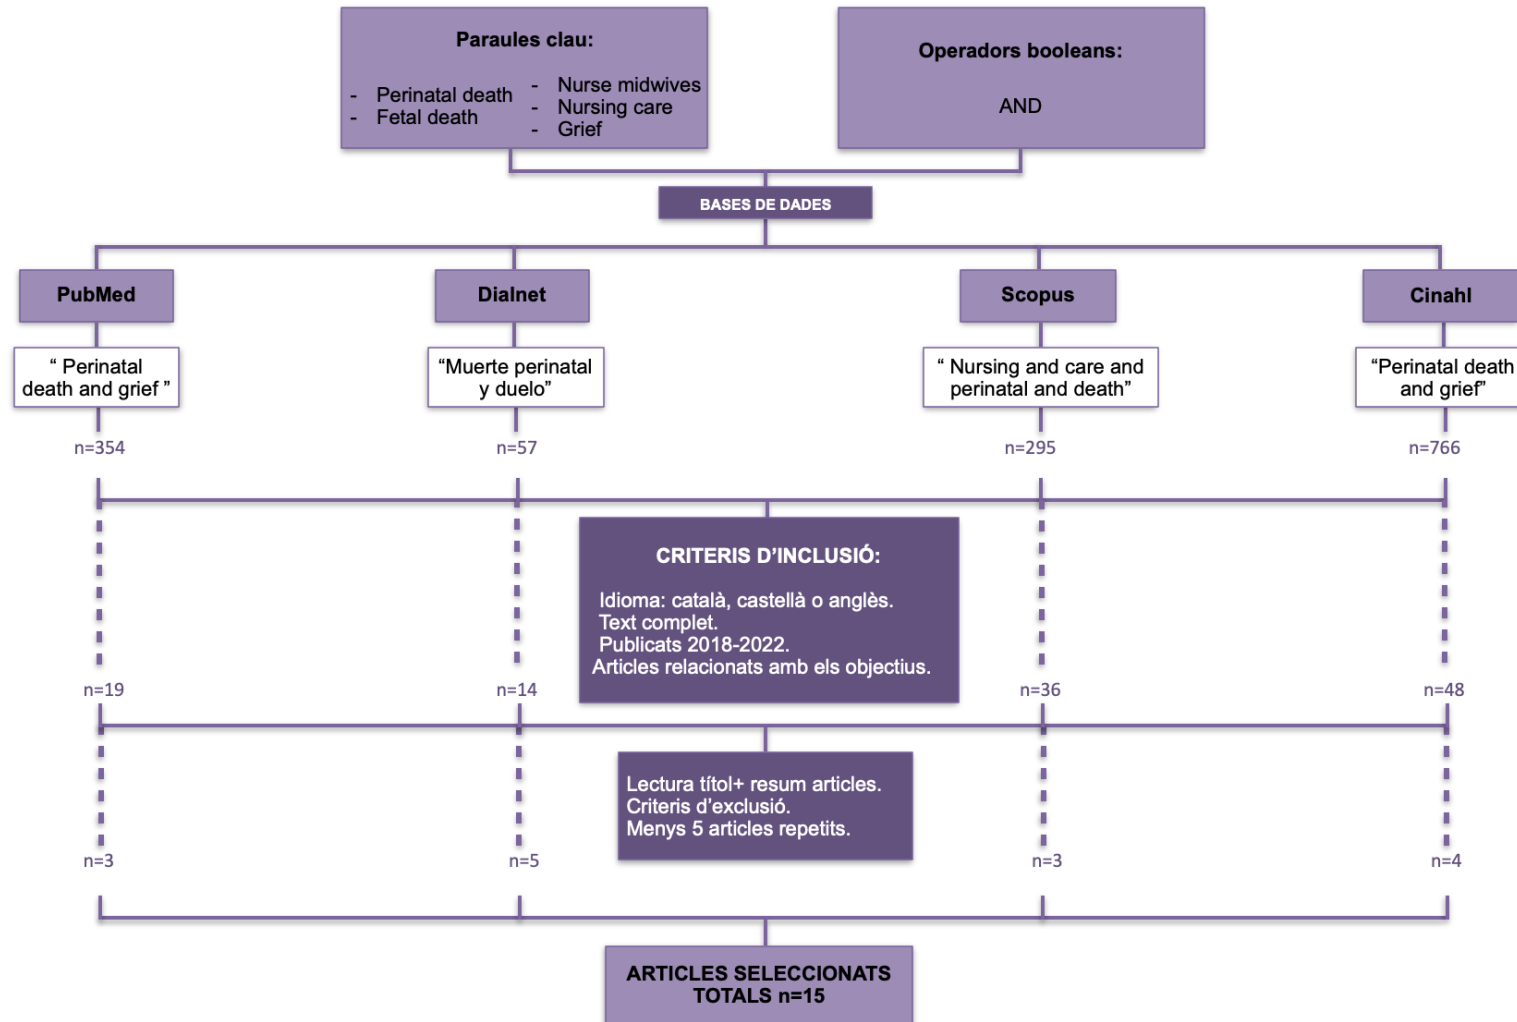 Paraules clau:
- Perinatal death
- Fetal death
- Nurse midwives
- Nursing care
- Grief
Operadors booleans:
AND
BASES DE DADES
PubMed
Dialnet
Scopus
Cinahl
“ Perinatal
death and grief ”
“Muerte perinatal
y duelo”
“ Nursing and care and
perinatal and death”
“Perinatal death
and grief”
n=354
n=57
n=295
n=766
CRITERIS D’INCLUSIÓ:
Idioma: català, castellà o anglès.
Text complet.
Publicats 2018-2022.
Articles relacionats amb els objectius.
n=19
n=14
n=36
n=48
Lectura títol+ resum articles.
Criteris d’exclusió.
Menys 5 articles repetits.
n=3
n=5
n=3
n=4
ARTICLES SELECCIONATS
TOTALS n=15